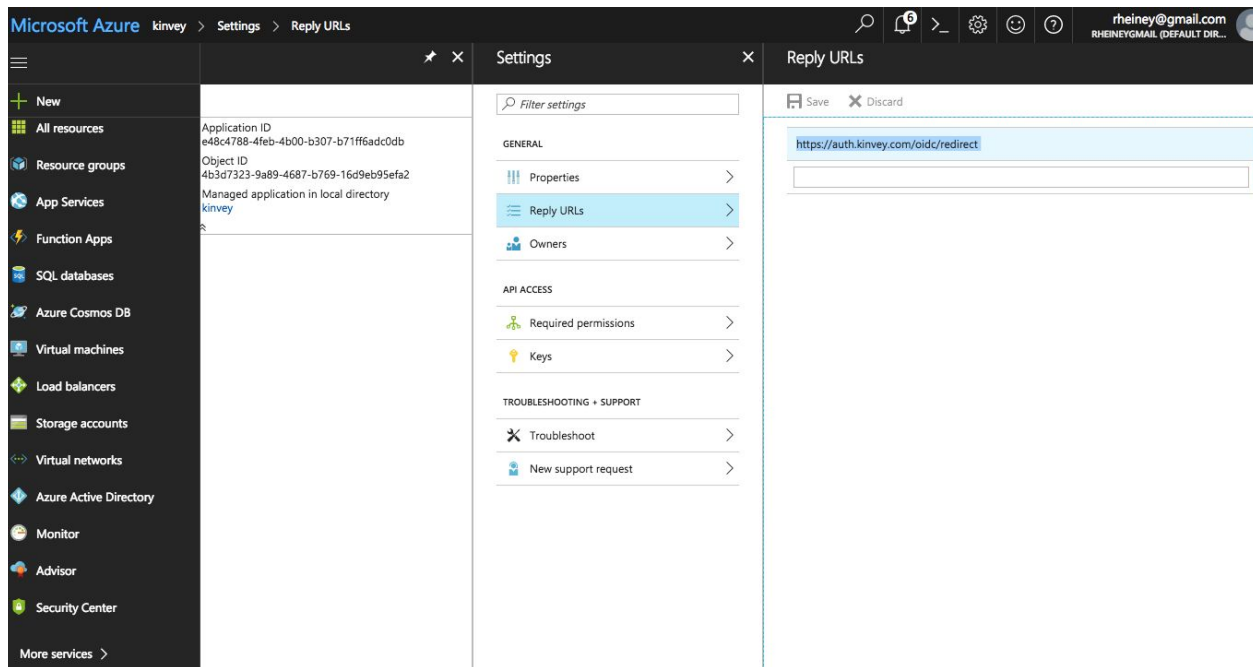 Microsoft Azure kinvey > Settings > Reply URLs
6
rheiney@gmail.com
RHEINEYGMAIL (DEFAULT DIR...
New
All resources
Resource groups
App Services
Function Apps
SQL databases
Azure Cosmos DB
Virtual machines
Load balancers
Storage accounts
Virtual networks
Azure Active Directory
Monitor
Advisor
Security Center
More services >
Application ID
e48c4788-4feb-4b00-b307-b71ff6adc0db
Object ID
4b3d7323-9a89-4687-b769-16d9eb95efa2
Managed application in local directory
kinvey
Settings
Filter settings
GENERAL
Properties
Reply URLs
Owners
API ACCESS
Required permissions
Keys
TROUBLESHOOTING + SUPPORT
Troubleshoot
New support request
Reply URLs
Save Discard
https://auth.kinvey.com/oidc/redirect